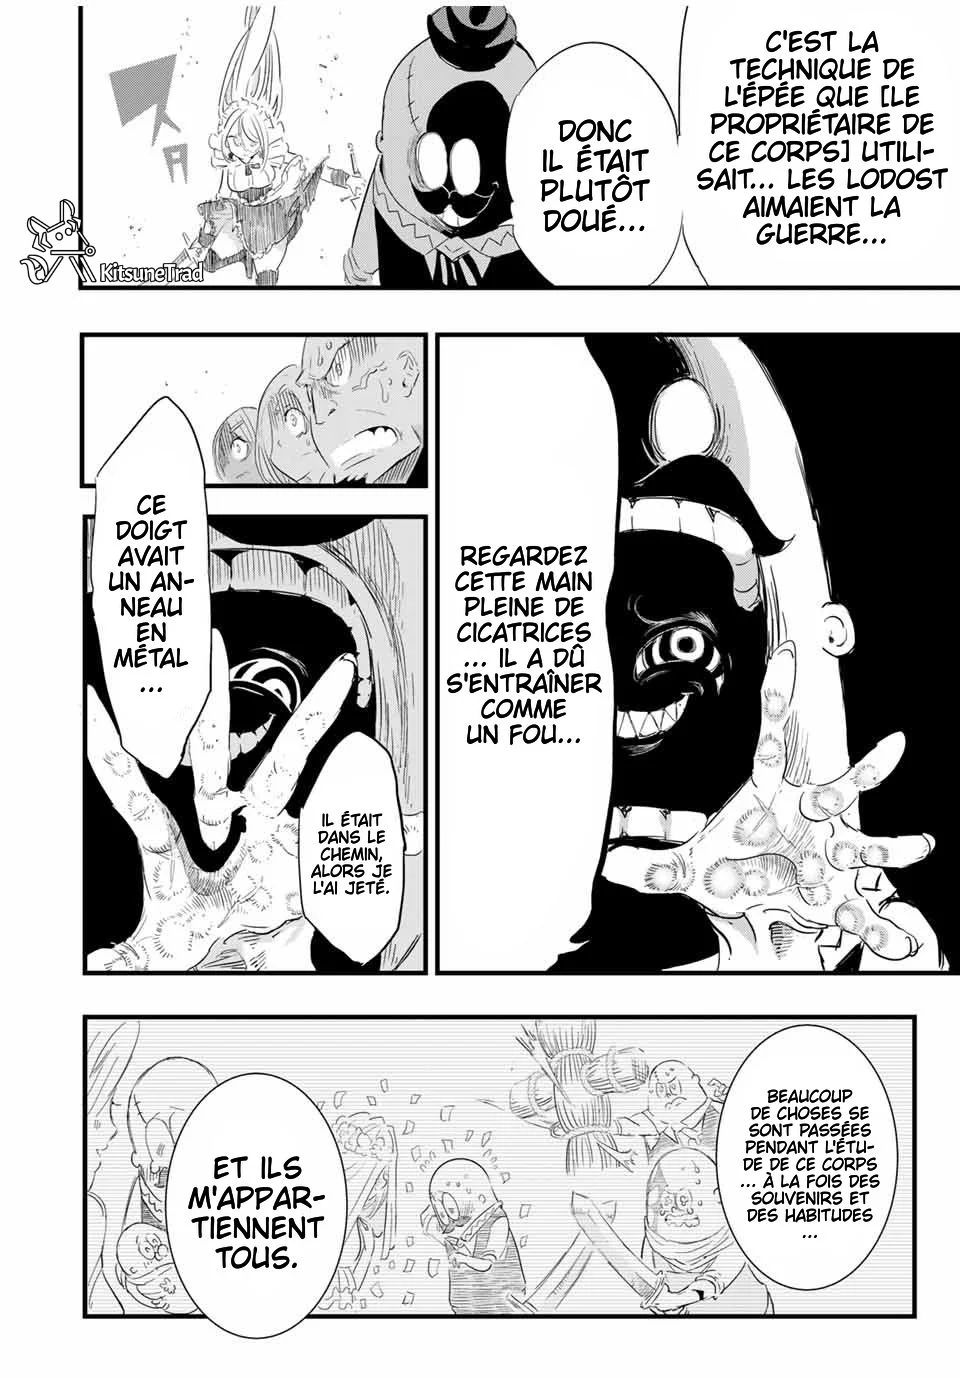 C'EST LA
TECHNIQUE DE
L'ÉPÉE QUE [LE
PROPRIÉTAIRE DE
CE CORPS] UTILI-
SAIT... LES LODOST
AIMAIENT LA
GUERRE...
DONC
IL ÉTAIT
PLUTÔT
DOUÉ...
ス
タ
KitsuneTrad
REGARDEZ
CETTE MAIN
PLEINE DE
CICATRICES
... IL A DÛ
S'ENTRAÎNER
COMME
UN FOU...
CE
DOIGT
AVAIT
UN AN-
NEAU
EN
MÉTAL
...
IL ÉTAIT
DANS LE
CHEMIN,
ALORS JE
L'AI JETÉ.
BEAUCOUP
DE CHOSES SE
SONT PASSÉES
PENDANT L'ÉTU-
DE DE CE CORPS
... À LA FOIS DES
SOUVENIRS ET
DES HABITUDES
...
ET ILS
M'APPAR-
TIENNENT
TOUS.